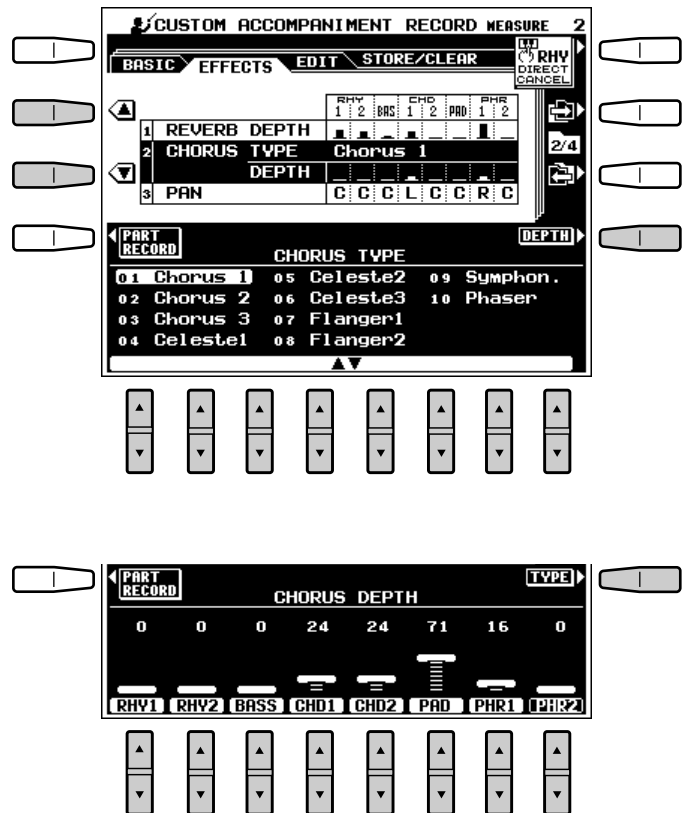 CUSTOM ACCOMPANIMENT RECORD MEASURE 2
BASIC EFFECTS EDIT STORE/CLEAR
RHY
DIRECT
CANCEL
RHY CHD PHR
1 2 BAS 1 2 PAD 1 2
1 REVERB DEPTH
2 CHORUS TYPE Chorus 1
DEPTH
2/4
3 PAN C C C L C C R C
PART
RECORD
DEPTH
CHORUS TYPE
01 Chorus 1 05 Celeste2 09 Symphon.
02 Chorus 2 06 Celeste3 10 Phaser
03 Chorus 3 07 Flanger1
04 Celeste1 08 Flanger2
PART
RECORD
TYPE
CHORUS DEPTH
0 0 0 24 24 71 16 0
RHY1 RHY2 BASS CHD1 CHD2 PAD PHR1 PHR2